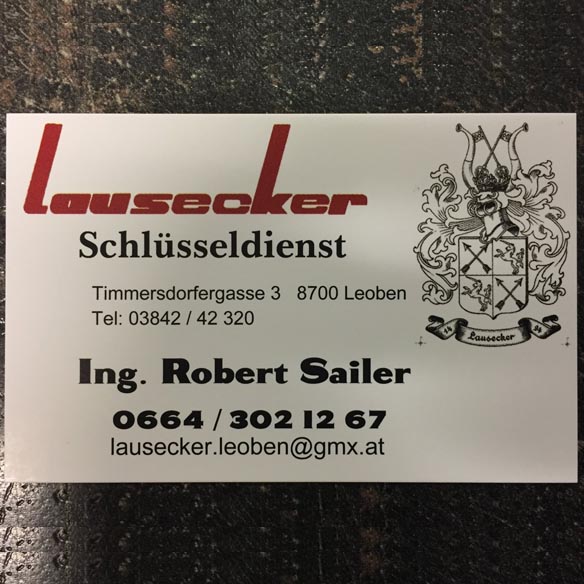 Lausecker
Schlüsseldienst
Timmersdorfergasse 3 8700 Leoben
Tel: 03842 / 42 320
Ing. Robert Sailer
0664 / 302 12 67
lausecker.leoben@gmx.at
Lausecker